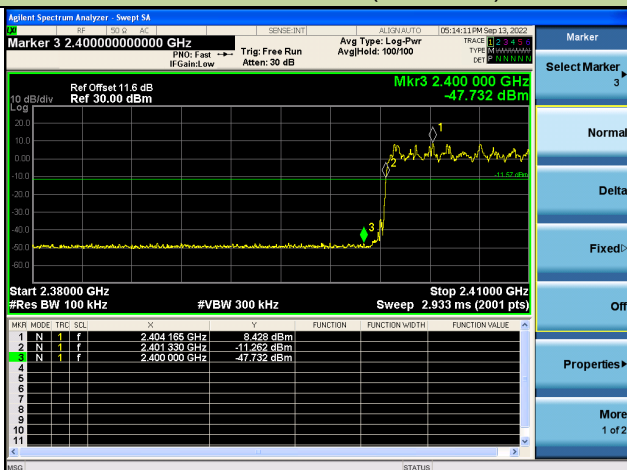 Agilent Spectrum Analyzer - Swept SA
LXI RF 50 Ω AC SENSE:INT ALIGNAUTO 05:14:11 PM Sep 13, 2022
Marker 3 2.400000000000 GHz
PNO: Fast
IFGain:Low
Trig: Free Run
Atten: 30 dB
Avg Type: Log-Pwr
Avg|Hold: 100/100
TRACE 1 2 3 4 5 6
TYPE M
DET P N N N N N
Ref Offset 11.6 dB
10 dB/div Ref 30.00 dBm
Log
Mkr3 2.400 000 GHz
-47.732 dBm
20.0
10.0
0.00
-10.0
-20.0
-30.0
-40.0
-50.0
-60.0
1
2
3
-11.57 dBm
Start 2.38000 GHz Stop 2.41000 GHz
#Res BW 100 kHz #VBW 300 kHz Sweep 2.933 ms (2001 pts)
MKR MODE TRC SCL X Y FUNCTION FUNCTION WIDTH FUNCTION VALUE
1 N 1 f 2.404 165 GHz 8.428 dBm
2 N 1 f 2.401 330 GHz -11.262 dBm
3 N 1 f 2.400 000 GHz -47.732 dBm
4
5
6
7
8
9
10
11
MSG STATUS
Marker
Select Marker
3
Normal
Delta
Fixed
Off
Properties
More
1 of 2